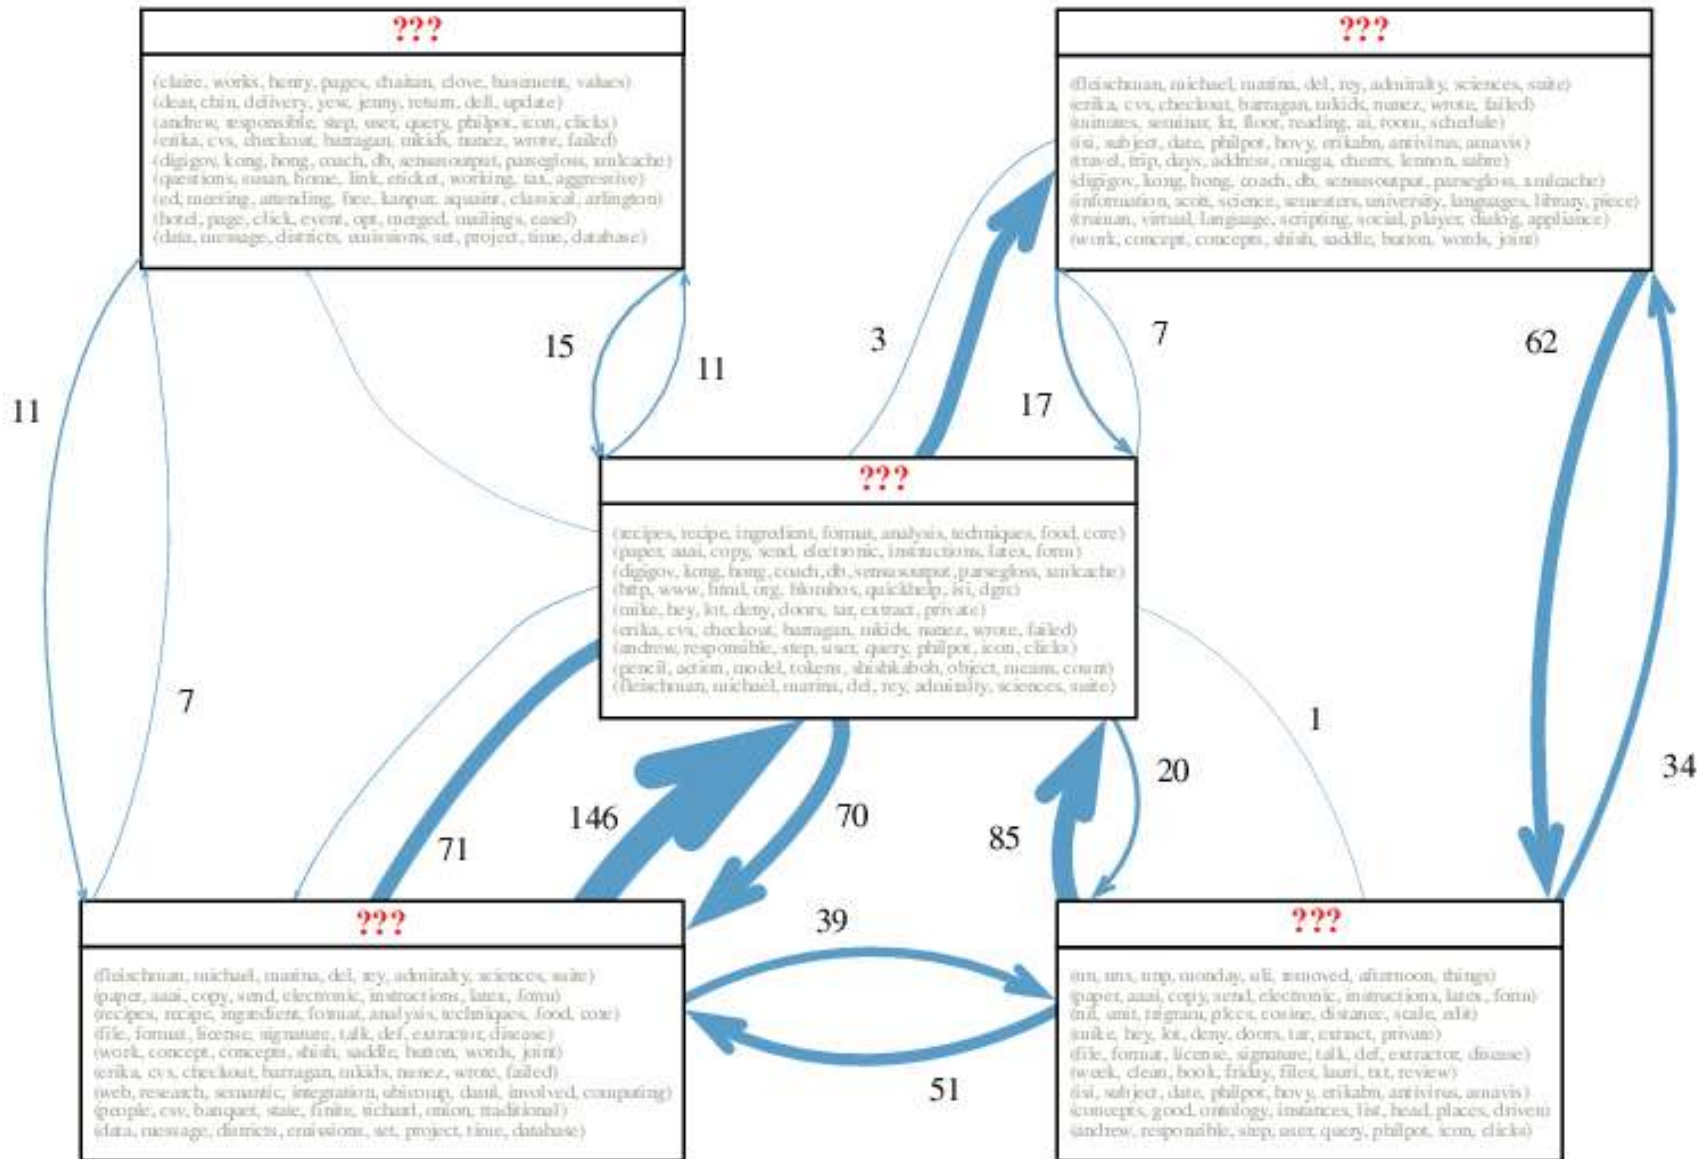 ???
(claire, works, henry, pages, chaitan, clove, basement, values)
(dear, chin, delivery, yew, jenny, return, dell, update)
(andrew, responsible, step, user, query, philpot, icon, clicks)
(erika, cvs, checkout, barragan, mkids, nunez, wrote, failed)
(digigov, kong, hong, coach, db, sensusoutput, parsegloss, xmlcache)
(questions, susan, home, link, cricket, working, tax, aggressive)
(ed, meeting, attending, free, kanpur, aquaint, classical, arlington)
(hotel, page, click, event, opt, merged, mailings, easel)
(data, message, districts, emissions, set, project, time, database)
???
(fleischman, michael, marina, del, rey, admiralty, sciences, suite)
(erika, cvs, checkout, barragan, mkids, nunez, wrote, failed)
(minutes, seminar, kr, floor, reading, ai, room, schedule)
(isi, subject, date, philpot, hovy, erikabn, antivirus, amavis)
(travel, trip, days, address, omega, cheers, lennon, sabre)
(digigov, kong, hong, coach, db, sensusoutput, parsegloss, xmlcache)
(information, scott, science, semesters, university, languages, library, piece)
(truman, virtual, language, scripting, social, player, dialog, appliance)
(work, concept, concepts, shish, saddle, button, words, joint)
11
7
15
11
3
17
7
62
34
???
(recipes, recipe, ingredient, format, analysis, techniques, food, core)
(paper, aaai, copy, send, electronic, instructions, latex, form)
(digigov, kong, hong, coach, db, sensusoutput, parsegloss, xmlcache)
(http, www, html, org, blombos, quickhelp, isi, dgrc)
(mike, hey, lot, deny, doors, tar, extract, private)
(erika, cvs, checkout, barragan, mkids, nunez, wrote, failed)
(andrew, responsible, step, user, query, philpot, icon, clicks)
(pencil, action, model, tokens, shishkabob, object, means, count)
(fleischman, michael, marina, del, rey, admiralty, sciences, suite)
71
146
70
85
20
1
39
51
???
(fleischman, michael, marina, del, rey, admiralty, sciences, suite)
(paper, aaai, copy, send, electronic, instructions, latex, form)
(recipes, recipe, ingredient, format, analysis, techniques, food, core)
(file, format, license, signature, talk, def, extractor, disease)
(work, concept, concepts, shish, saddle, button, words, joint)
(erika, cvs, checkout, barragan, mkids, nunez, wrote, failed)
(web, research, semantic, integration, ubicomp, daml, involved, computing)
(people, csv, banquet, state, finite, richard, onion, traditional)
(data, message, districts, emissions, set, project, time, database)
???
(nn, nns, nnp, monday, uli, removed, afternoon, things)
(paper, aaai, copy, send, electronic, instructions, latex, form)
(nil, unit, trigram, plccs, cosine, distance, scale, edit)
(mike, hey, lot, deny, doors, tar, extract, private)
(file, format, license, signature, talk, def, extractor, disease)
(week, clean, book, friday, files, lauri, txt, review)
(isi, subject, date, philpot, hovy, erikabn, antivirus, amavis)
(concepts, good, ontology, instances, list, head, places, driven)
(andrew, responsible, step, user, query, philpot, icon, clicks)